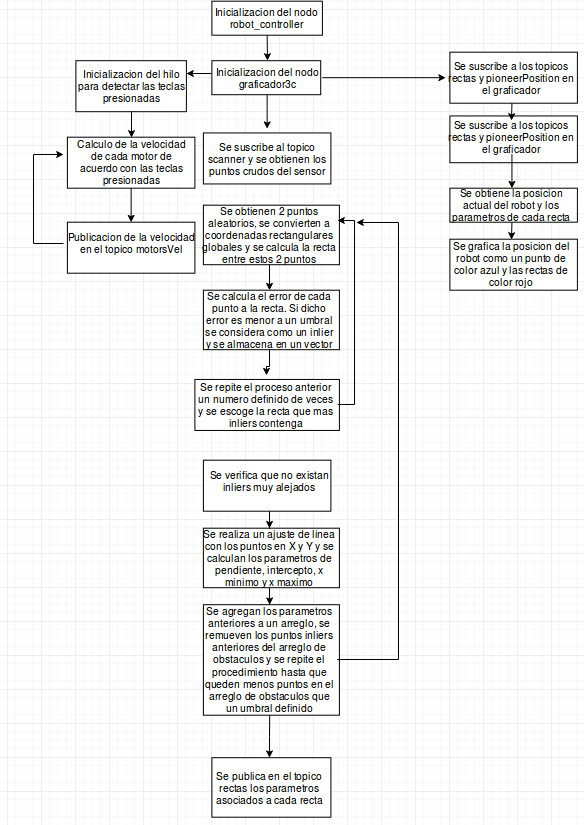 Inicializacion del nodo
robot_controller
Inicializacion del hilo
para detectar las teclas
presionadas
Inicializacion del nodo
graficador3c
Se suscribe a los topicos
rectas y pioneerPosition en
el graficador
Calculo de la velocidad
de cada motor de
acuerdo con las teclas
presionadas
Se suscribe al topico
scanner y se obtienen los
puntos crudos del sensor
Se suscribe a los topicos
rectas y pioneerPosition en
el graficador
Publicacion de la velocidad
en el topico motorsVel
Se obtienen 2 puntos
aleatorios, se convierten a
coordenadas rectangulares
globales y se calcula la recta
entre estos 2 puntos
Se obtiene la posicion
actual del robot y los
parametros de cada recta
Se grafica la posicion del
robot como un punto de
color azul y las rectas de
color rojo
Se calcula el error de cada
punto a la recta. Si dicho
error es menor a un umbral
se considera como un inlier
y se almacena en un vector
Se repite el proceso anterior
un numero definido de veces
y se escoge la recta que mas
inliers contenga
Se verifica que no existan
inliers muy alejados
Se realiza un ajuste de linea
con los puntos en X y Y y se
calculan los parametros de
pendiente, intercepto, x
minimo y x maximo
Se agregan los parametros
anteriores a un arreglo, se
remueven los puntos inliers
anteriores del arreglo de
obstaculos y se repite el
procedimiento hasta que
queden menos puntos en el
arreglo de obstaculos que
un umbral definido
Se publica en el topico
rectas los parametros
asociados a cada recta